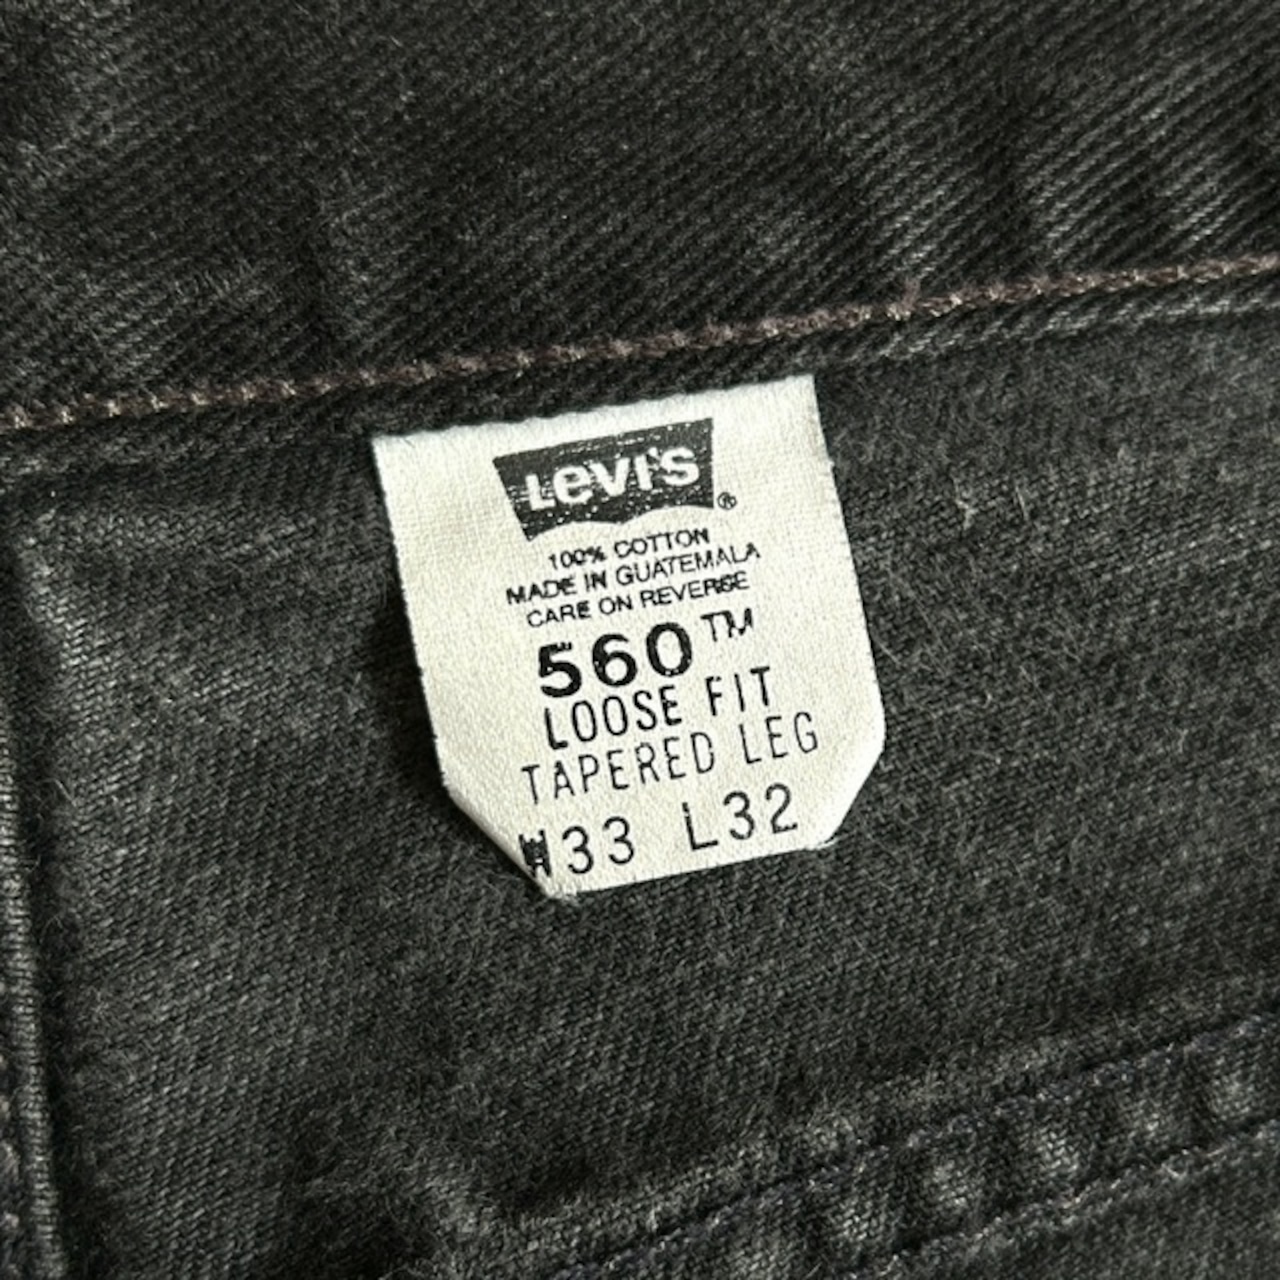 Levi's®
100% COTTON
MADE IN GUATEMALA
CARE ON REVERSE
560™
LOOSE FIT
TAPERED LEG
W33 L32